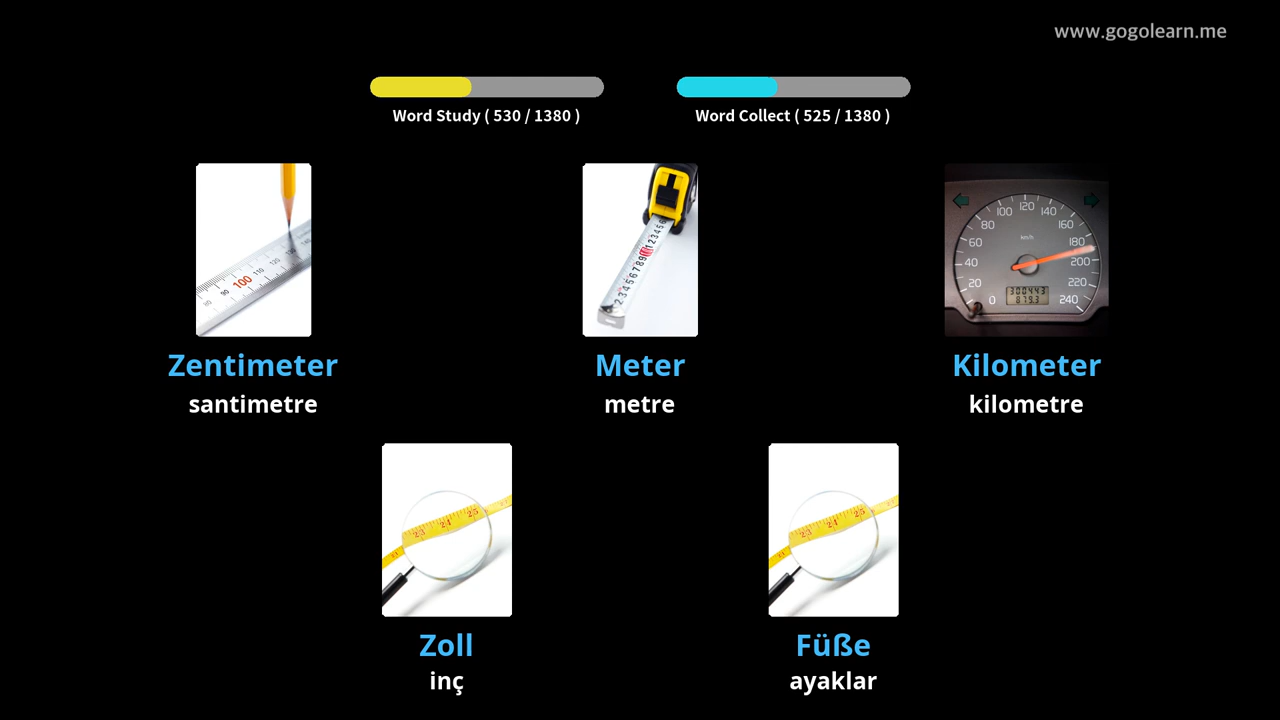 www.gogolearn.me
Word Study ( 530 / 1380 )
Word Collect ( 525 / 1380 )
Zentimeter
santimetre
Meter
metre
Kilometer
kilometre
Zoll
inç
Füße
ayaklar